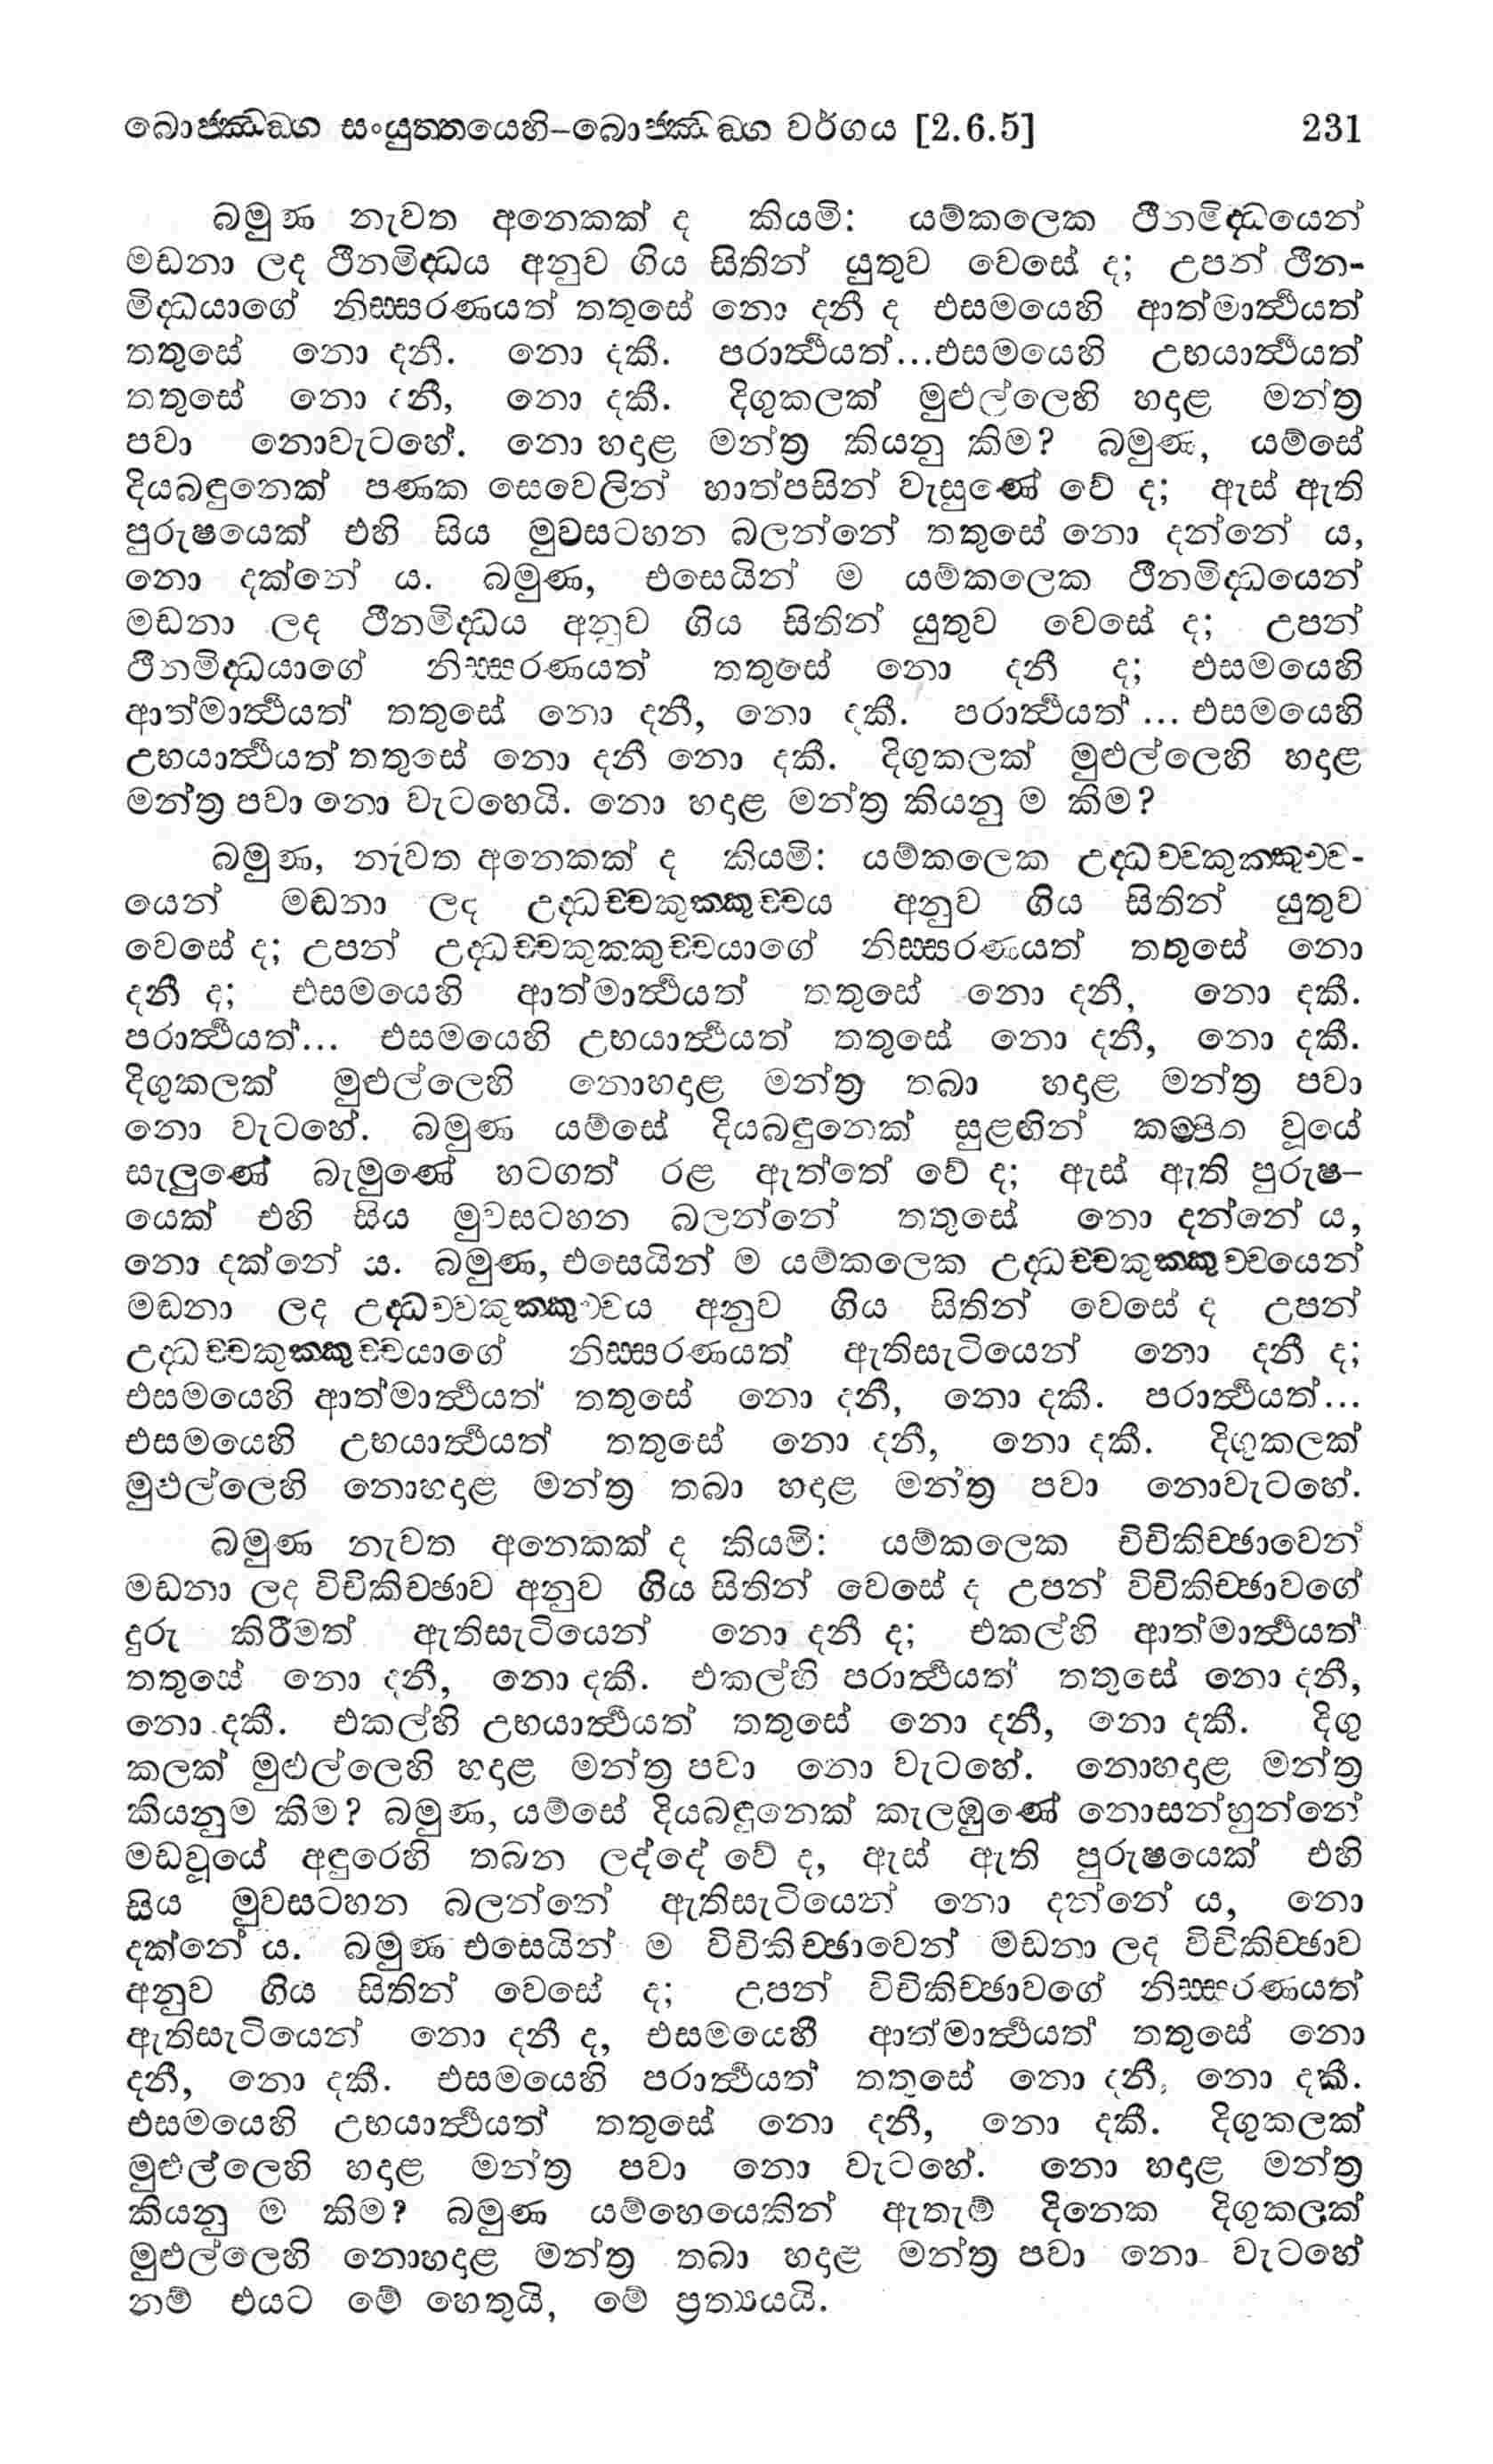 බොජ්ඣඞ්ග සංයුත්තයෙහි–බොජ්ඣඞ්ග වර්ගය [2.6.5] 231
බමුණ නැවත අනෙකක් ද කියමි: යම්කලෙක ථීනමිද්ධයෙන්
මඩනා ලද ථීනමිද්ධය අනුව ගිය සිතින් යුතුව වෙසේ ද; උපන් ථීන-
මිද්ධයාගේ නිස්සරණයත් තතුසේ නො දනී ද එසමයෙහි ආත්මාර්ත්ථයත්
තතුසේ නො දනී. නො දකී. පරාර්ත්ථයත්...එසමයෙහි උභයාර්ත්ථයත්
තතුසේ නො දනී, නො දකී. දිගුකලක් මුළුල්ලෙහි හදාළ මන්ත්‍ර
පවා නොවැටහේ. නො හදාළ මන්ත්‍ර කියනු කිම? බමුණ, යම්සේ
දියබඳුනෙක් පණක සෙවෙලින් හාත්පසින් වැසුණේ වේ ද; ඇස් ඇති
පුරුෂයෙක් එහි සිය මුවසටහන බලන්නේ තතුසේ නො දන්නේ ය,
නො දක්නේ ය. බමුණ, එසෙයින් ම යම්කලෙක ථීනමිද්ධයෙන්
මඩනා ලද ථීනමිද්ධය අනුව ගිය සිතින් යුතුව වෙසේ ද; උපන්
ථීනමිද්ධයාගේ නිස්සරණයත් තතුසේ නො දනී ද; එසමයෙහි
ආත්මාර්ත්ථයත් තතුසේ නො දනී, නො දකී. පරාර්ත්ථයත් ... එසමයෙහි
උභයාර්ත්ථයත් තතුසේ නො දනී නො දකී. දිගුකලක් මුළුල්ලෙහි හදාළ
මන්ත්‍ර පවා නො වැටහෙයි. නො හදාළ මන්ත්‍ර කියනු ම කිම?
බමුණ, නැවත අනෙකක් ද කියමි: යම්කලෙක උද්ධච්චකුක්කුච්ච-
යෙන් මඬනා ලද උද්ධච්චකුක්කුච්චය අනුව ගිය සිතින් යුතුව
වෙසේ ද; උපන් උද්ධච්චකුක්කුච්චයාගේ නිස්සරණයත් තතුසේ නො
දනී ද; එසමයෙහි ආත්මාර්ත්ථයත් තතුසේ නො දනී, නො දකී.
පරාර්ත්ථයත්... එසමයෙහි උභයාර්ත්ථයත් තතුසේ නො දනී, නො දකී.
දිගුකලක් මුළුල්ලෙහි නොහදාළ මන්ත්‍ර තබා හදාළ මන්ත්‍ර පවා
නො වැටහේ. බමුණ යම්සේ දියබඳුනෙක් සුළඟින් කම්පිත වූයේ
සැලුණේ බැමුණේ හටගත් රළ ඇත්තේ වේ ද; ඇස් ඇති පුරුෂ–
යෙක් එහි සිය මුවසටහන බලන්නේ තතුසේ නො දන්නේ ය,
නො දක්නේ ය. බමුණ, එසෙයින් ම යම්කලෙක උද්ධච්චකුක්කුච්චයෙන්
මඩනා ලද උද්ධච්චකුක්කුච්චය අනුව ගිය සිතින් වෙසේ ද උපන්
උද්ධච්චකුක්කුච්චයාගේ නිස්සරණයත් ඇතිසැටියෙන් නො දනී ද;
එසමයෙහි ආත්මාර්ත්ථයත් තතුසේ නො දනී, නො දකී. පරාර්ත්ථයත්...
එසමයෙහි උභයාර්ත්ථයත් තතුසේ නො දනී, නො දකී. දිගුකලක්
මුළුල්ලෙහි නොහදාළ මන්ත්‍ර තබා හදාළ මන්ත්‍ර පවා නොවැටහේ.
බමුණ නැවත අනෙකක් ද කියමි: යම්කලෙක විචිකිච්ඡාවෙන්
මඩනා ලද විචිකිච්ඡාව අනුව ගිය සිතින් වෙසේ ද උපන් විචිකිච්ඡාවගේ
දුරු කිරීමත් ඇතිසැටියෙන් නො දනී ද; එකල්හි ආත්මාර්ත්ථයත්
තතුසේ නො දනී, නො දකී. එකල්හි පරාර්ත්ථයත් තතුසේ නො දනී,
නො දකී. එකල්හි උභයාර්ත්ථයත් තතුසේ නො දනී, නො දකී. දිගු
කලක් මුළුල්ලෙහි හදාළ මන්ත්‍ර පවා නො වැටහේ. නොහදාළ මන්ත්‍ර
කියනුම කිම? බමුණ, යම්සේ දියබඳුනෙක් කැලඹුණේ නොසන්හුන්නේ
මඩවූයේ අඳුරෙහි තබන ලද්දේ වේ ද, ඇස් ඇති පුරුෂයෙක් එහි
සිය මුවසටහන බලන්නේ ඇතිසැටියෙන් නො දන්නේ ය, නො
දක්නේ ය. බමුණ එසෙයින් ම විචිකිච්ඡාවෙන් මඩනා ලද විචිකිච්ඡාව
අනුව ගිය සිතින් වෙසේ ද; උපන් විචිකිච්ඡාවගේ නිස්සරණයත්
ඇතිසැටියෙන් නො දනී ද, එසමයෙහී ආත්මාර්ත්ථයත් තතුසේ නො
දනී, නො දකී. එසමයෙහි පරාර්ත්ථයත් තතුසේ නො දනී, නො දකී.
එසමයෙහි උභයාර්ත්ථයත් තතුසේ නො දනී, නො දකී. දිගුකලක්
මුළුල්ලෙහි හදාළ මන්ත්‍ර පවා නො වැටහේ. නො හදාළ මන්ත්‍ර
කියනු ම කිම? බමුණ යම්හෙයෙකින් ඇතැම් දිනෙක දිගුකලක්
මුළුල්ලෙහි නොහදාළ මන්ත්‍ර තබා හදාළ මන්ත්‍ර පවා නො වැටහේ
නම් එයට මේ හෙතුයි, මේ ප්‍රත්‍යයයි.